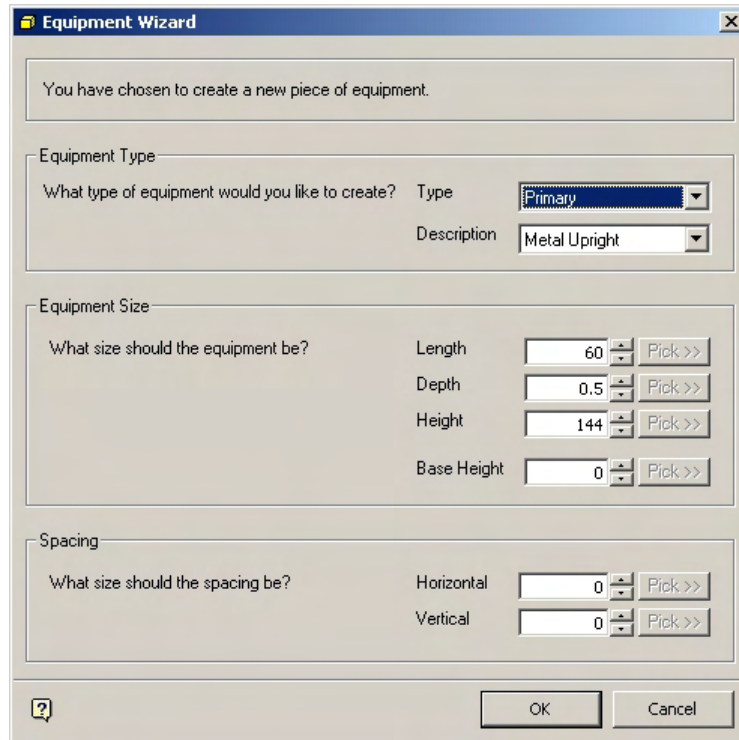 Equipment Wizard
You have chosen to create a new piece of equipment.
Equipment Type
What type of equipment would you like to create? Type Primary
Description Metal Upright
Equipment Size
What size should the equipment be? Length 60 Pick >>
Depth 0.5 Pick >>
Height 144 Pick >>
Base Height 0 Pick >>
Spacing
What size should the spacing be? Horizontal 0 Pick >>
Vertical 0 Pick >>
? OK Cancel